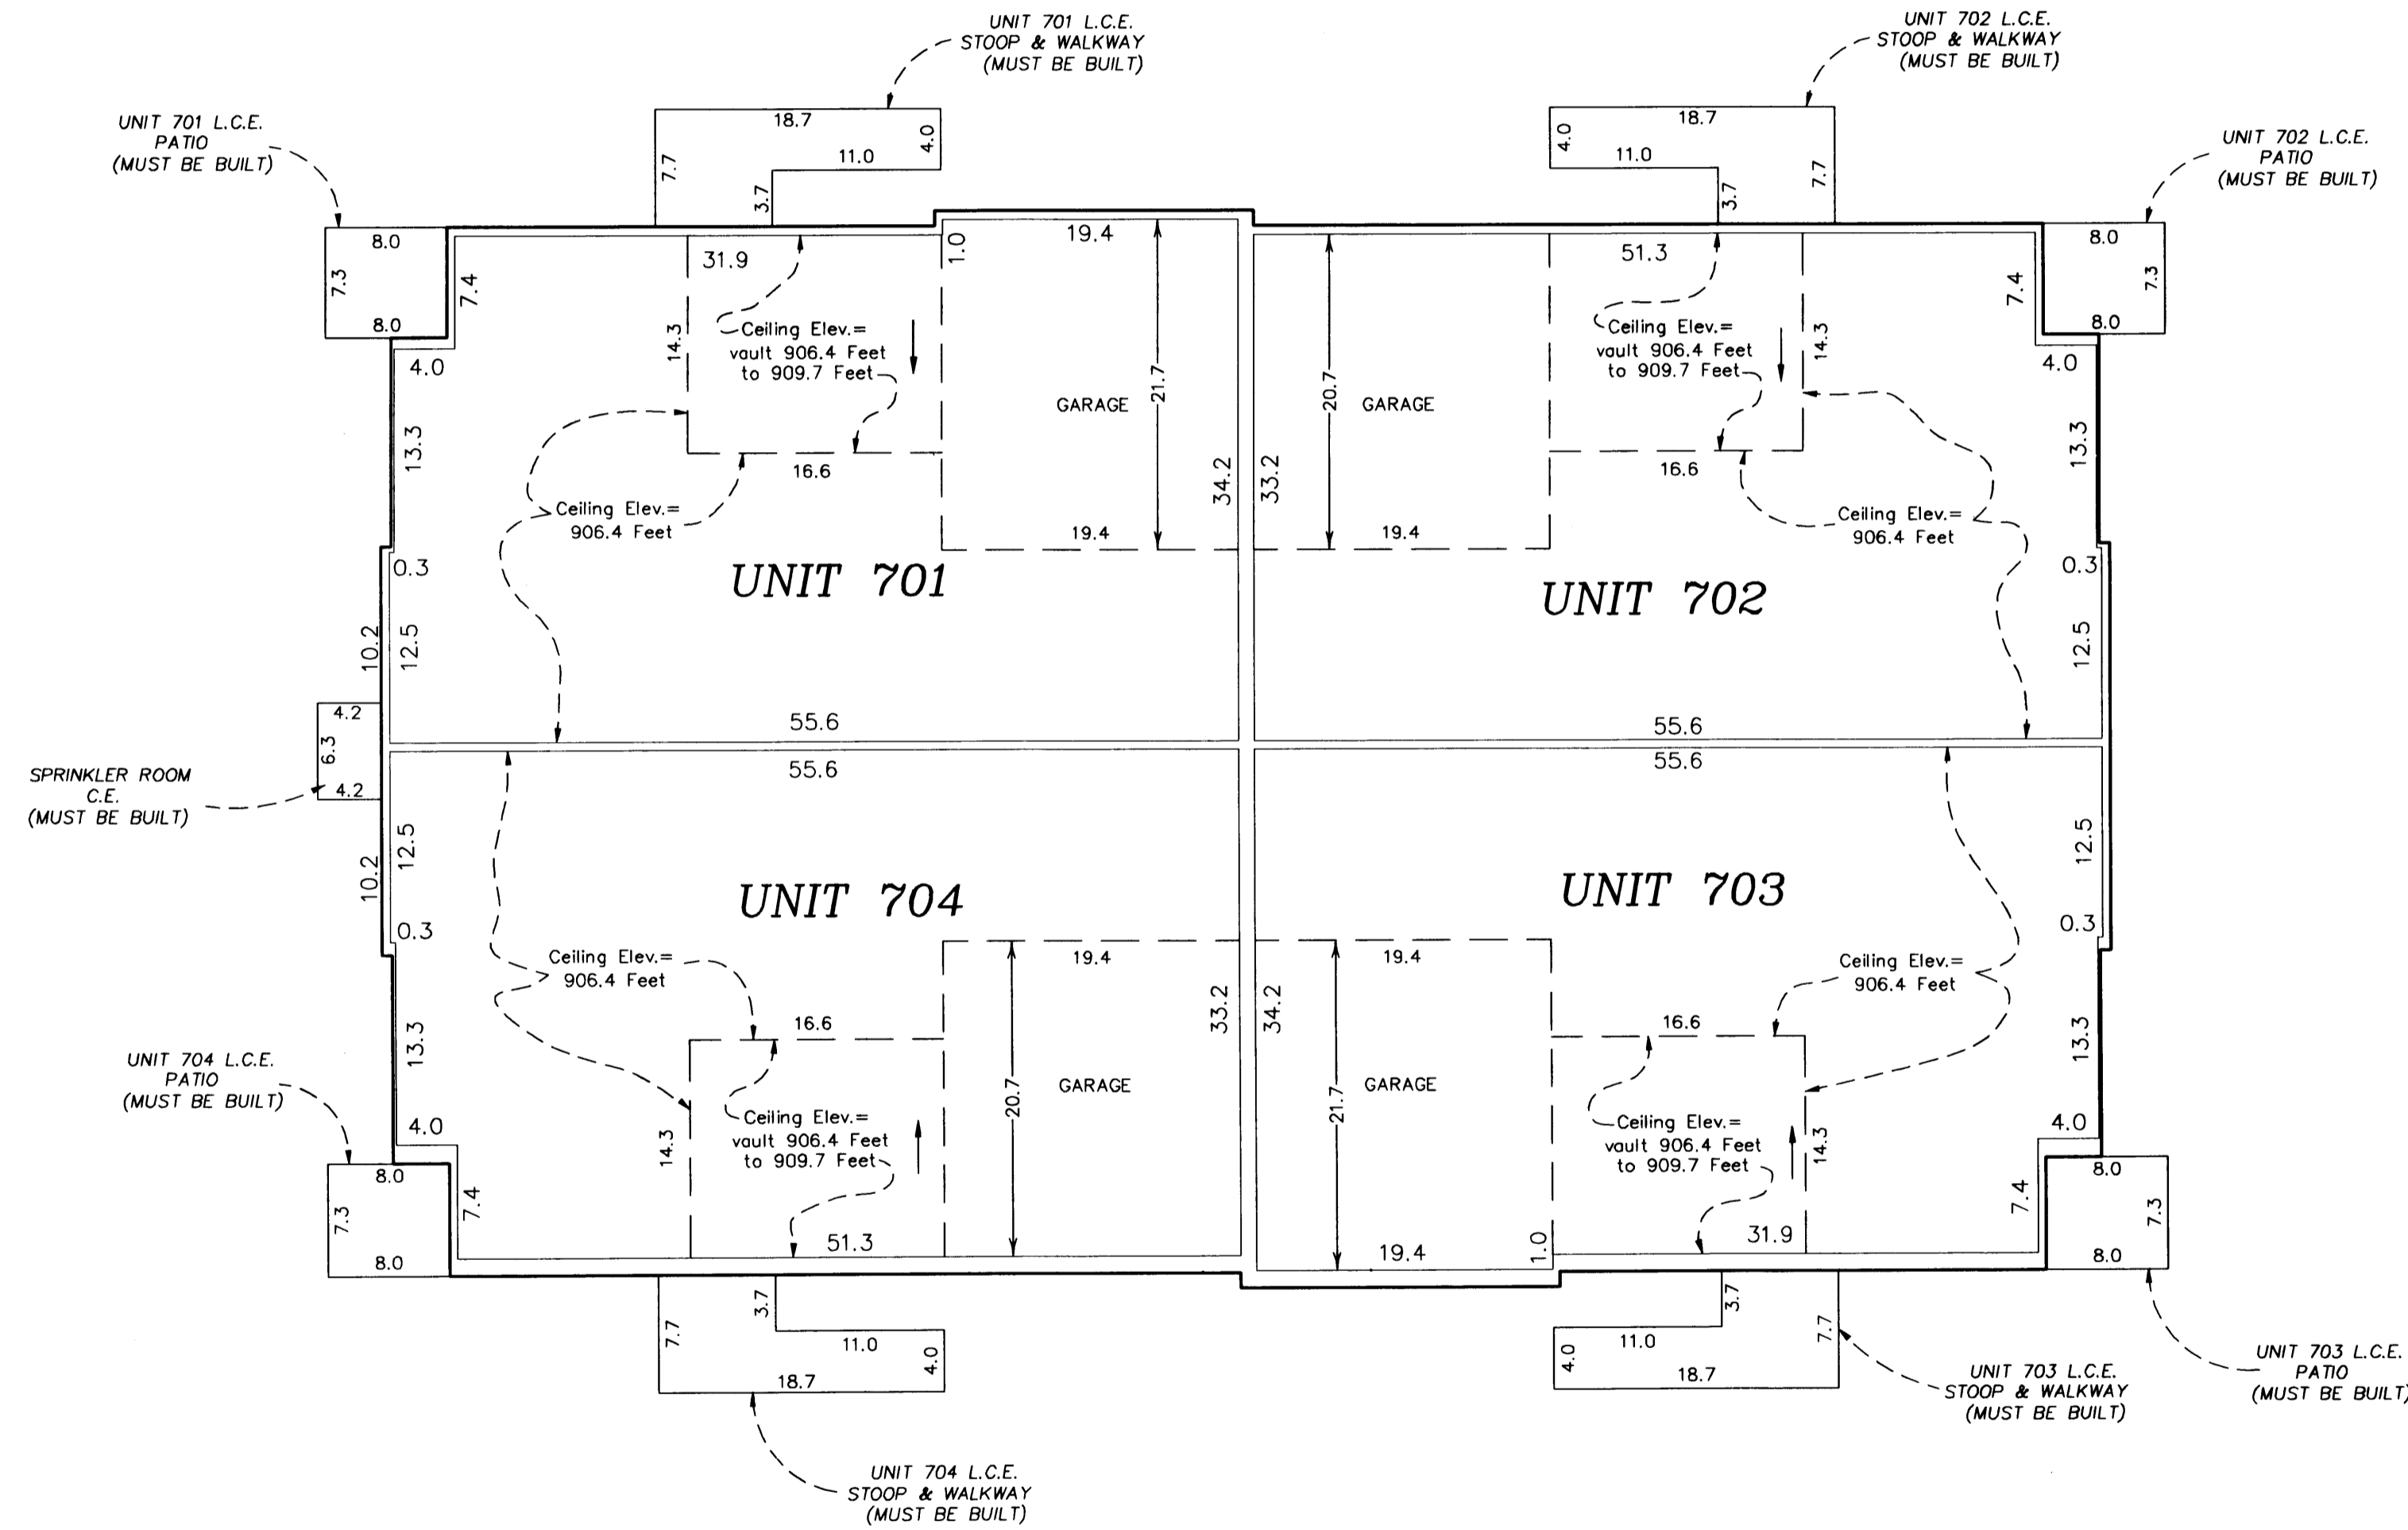 UNIT 701 L.C.E.
STOOP & WALKWAY
(MUST BE BUILT)
UNIT 702 L.C.E.
STOOP & WALKWAY
(MUST BE BUILT)
UNIT 701 L.C.E.
PATIO
(MUST BE BUILT)
18.7
4.0
11.0
7.7
3.7
18.7
4.0
11.0
7.7
3.7
UNIT 702 L.C.E.
PATIO
(MUST BE BUILT)
8.0
7.3
8.0
7.4
4.0
31.9
1.0
19.4
14.3
Ceiling Elev.=
vault 906.4 Feet
to 909.7 Feet
21.7
GARAGE
16.6
13.3
34.2
19.4
Ceiling Elev.=
906.4 Feet
0.3
UNIT 701
10.2
12.5
55.6
51.3
20.7
GARAGE
Ceiling Elev.=
vault 906.4 Feet
to 909.7 Feet
14.3
16.6
33.2
19.4
7.4
8.0
7.3
8.0
4.0
13.3
Ceiling Elev.=
906.4 Feet
0.3
UNIT 702
12.5
55.6
4.2
6.3
4.2
SPRINKLER ROOM
C.E.
(MUST BE BUILT)
55.6
12.5
10.2
0.3
UNIT 704
Ceiling Elev.=
906.4 Feet
19.4
33.2
16.6
13.3
20.7
GARAGE
Ceiling Elev.=
vault 906.4 Feet
to 909.7 Feet
14.3
4.0
7.4
51.3
UNIT 704 L.C.E.
PATIO
(MUST BE BUILT)
8.0
7.3
8.0
55.6
12.5
UNIT 703
0.3
19.4
34.2
Ceiling Elev.=
906.4 Feet
16.6
13.3
21.7
GARAGE
Ceiling Elev.=
vault 906.4 Feet
to 909.7 Feet
14.3
4.0
7.4
31.9
1.0
19.4
8.0
7.3
8.0
3.7
7.7
11.0
4.0
18.7
3.7
7.7
11.0
4.0
18.7
UNIT 703 L.C.E.
PATIO
(MUST BE BUILT)
UNIT 703 L.C.E.
STOOP & WALKWAY
(MUST BE BUILT)
UNIT 704 L.C.E.
STOOP & WALKWAY
(MUST BE BUILT)